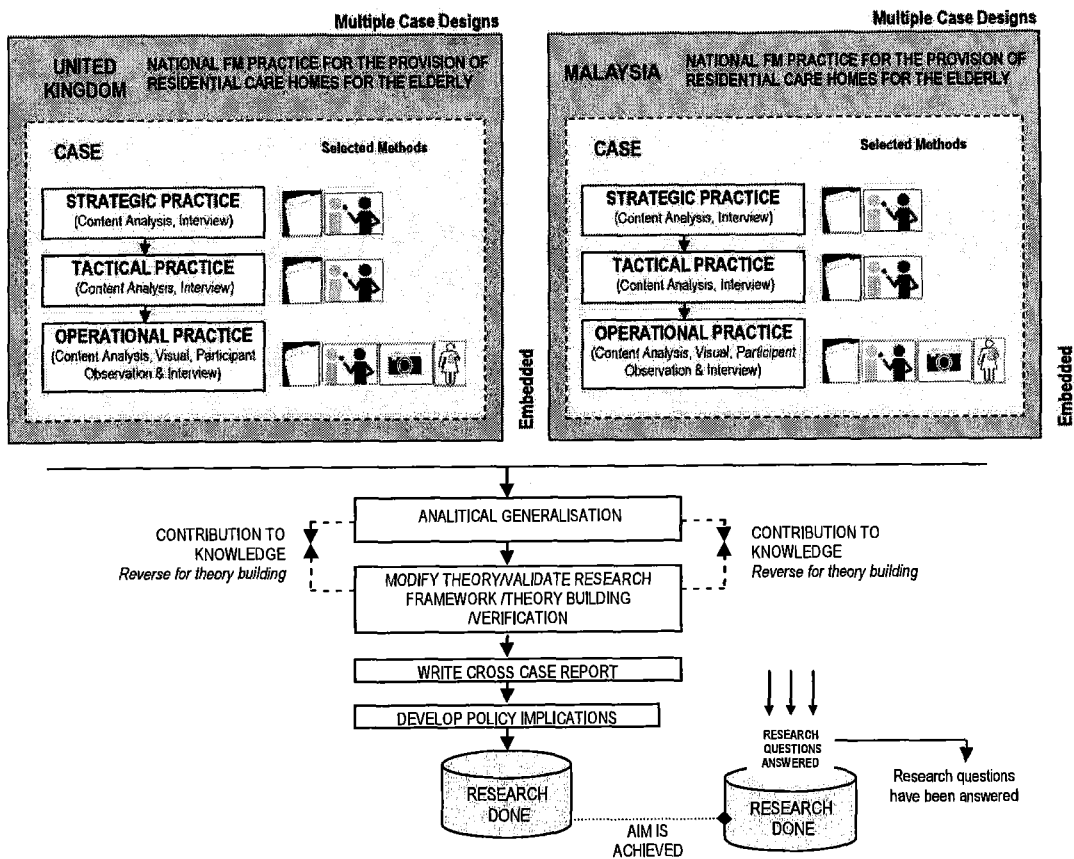 Multiple Case Designs
UNITED
KINGDOM
NATIONAL FM PRACTICE FOR THE PROVISION OF
RESIDENTIAL CARE HOMES FOR THE ELDERLY
CASE
Selected Methods
STRATEGIC PRACTICE
(Content Analysis, Interview)
TACTICAL PRACTICE
(Content Analysis, Interview)
OPERATIONAL PRACTICE
(Content Analysis, Visual, Participant
Observation & Interview)
Embedded
Multiple Case Designs
MALAYSIA
NATIONAL FM PRACTICE FOR THE PROVISION OF
RESIDENTIAL CARE HOMES FOR THE ELDERLY
CASE
Selected Methods
STRATEGIC PRACTICE
(Content Analysis, Interview)
TACTICAL PRACTICE
(Content Analysis, Interview)
OPERATIONAL PRACTICE
(Content Analysis, Visual, Participant
Observation & Interview)
Embedded
ANALITICAL GENERALISATION
CONTRIBUTION TO
KNOWLEDGE
Reverse for theory building
CONTRIBUTION TO
KNOWLEDGE
Reverse for theory building
MODIFY THEORY/VALIDATE RESEARCH
FRAMEWORK /THEORY BUILDING
/VERIFICATION
WRITE CROSS CASE REPORT
DEVELOP POLICY IMPLICATIONS
RESEARCH
DONE
RESEARCH
QUESTIONS
ANSWERED
Research questions
have been answered
RESEARCH
DONE
AIM IS
ACHIEVED